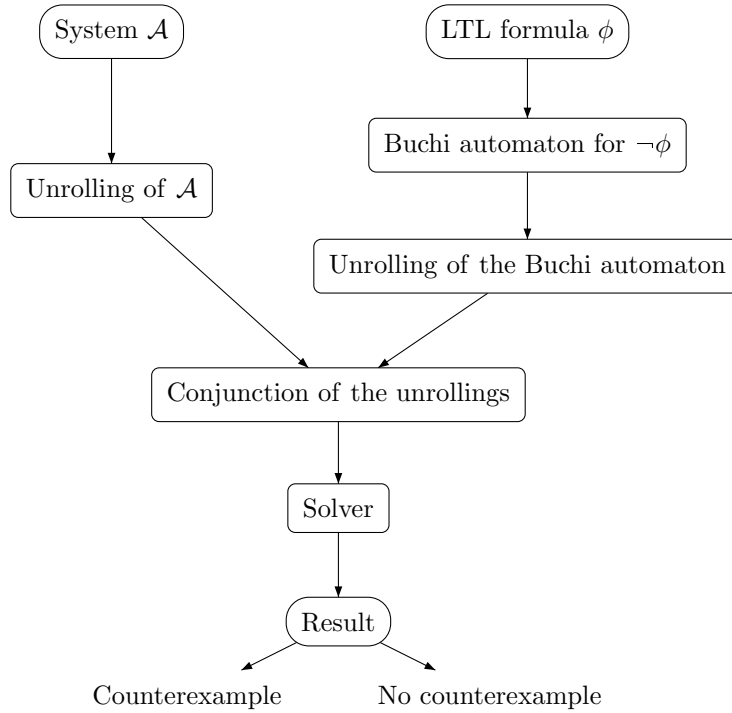 System 𝒜
LTL formula ϕ
Buchi automaton for ¬ϕ
Unrolling of 𝒜
Unrolling of the Buchi automaton
Conjunction of the unrollings
Solver
Result
Counterexample
No counterexample